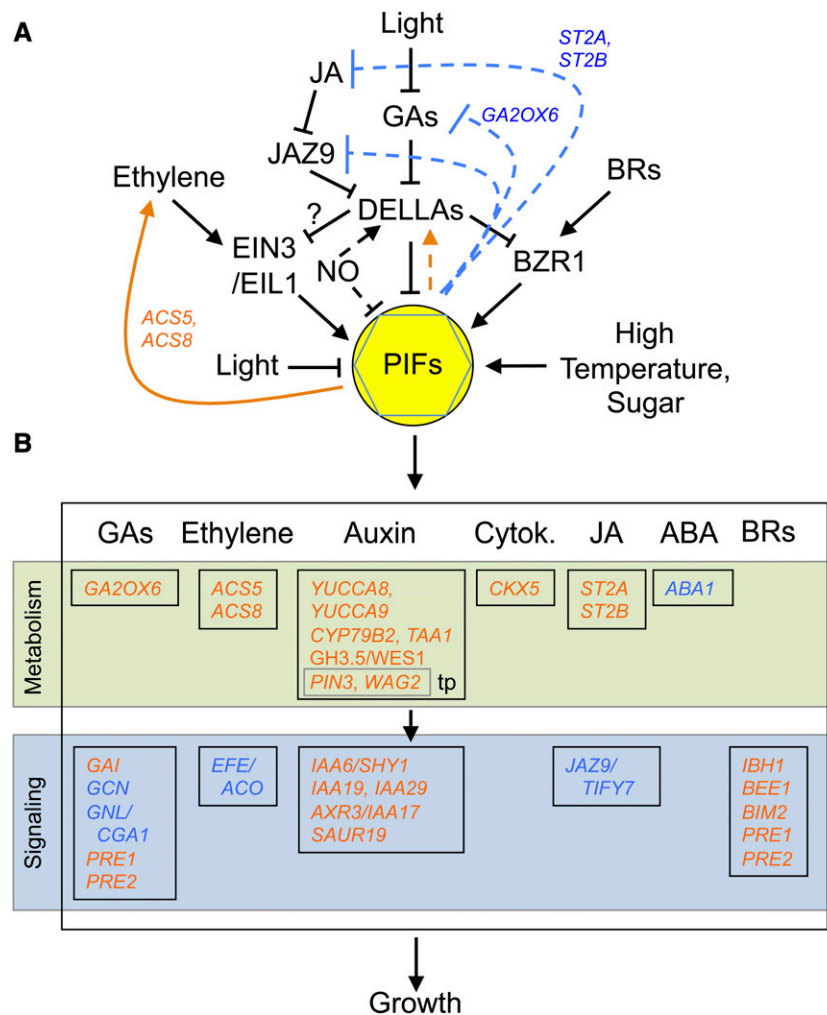 A
Light
ST2A,
ST2B
JA
GAs
GA2OX6
JAZ9
Ethylene
BRs
?
DELLAs
EIN3
/EIL1
NO
BZR1
ACS5,
ACS8
Light
PIFs
High
Temperature,
Sugar
B
GAs Ethylene Auxin Cytok. JA ABA BRs
Metabolism
GA2OX6
ACS5
ACS8
YUCCA8,
YUCCA9
CYP79B2, TAA1
GH3.5/WES1
PIN3, WAG2 tp
CKX5
ST2A
ST2B
ABA1
Signaling
GAI
GCN
GNL/
CGA1
PRE1
PRE2
EFE/
ACO
IAA6/SHY1
IAA19, IAA29
AXR3/IAA17
SAUR19
JAZ9/
TIFY7
IBH1
BEE1
BIM2
PRE1
PRE2
Growth